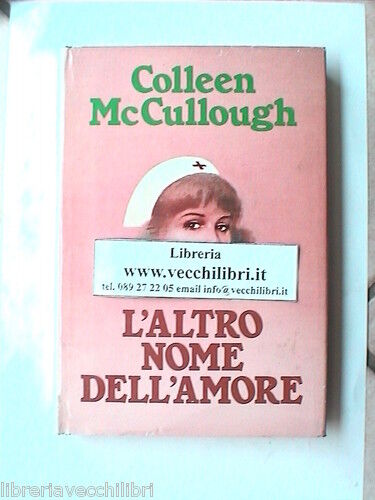 Colleen
McCullough
Libreria
www.vecchilibri.it
tel. 089 27 22 05 email info@vecchilibri.it
L'ALTRO
NOME
DELL'AMORE
libreriavecchilibri